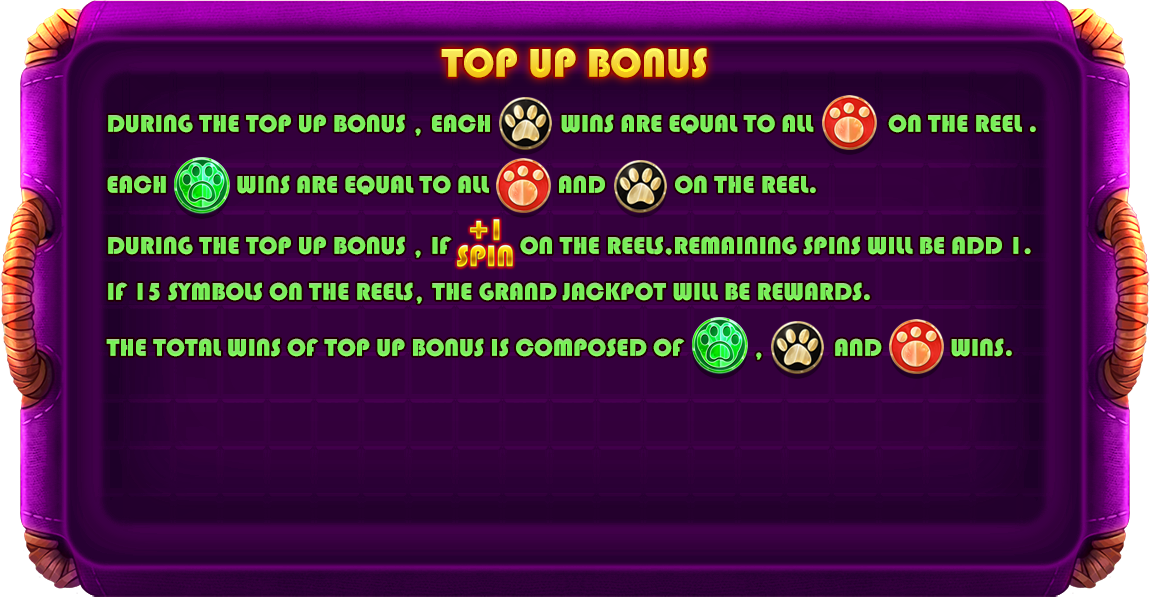 TOP UP BONUS
DURING THE TOP UP BONUS , EACH WINS ARE EQUAL TO ALL ON THE REEL .
EACH WINS ARE EQUAL TO ALL AND ON THE REEL.
DURING THE TOP UP BONUS , IF +1 SPIN ON THE REELS.REMAINING SPINS WILL BE ADD 1.
IF 15 SYMBOLS ON THE REELS, THE GRAND JACKPOT WILL BE REWARDS.
THE TOTAL WINS OF TOP UP BONUS IS COMPOSED OF , AND WINS.